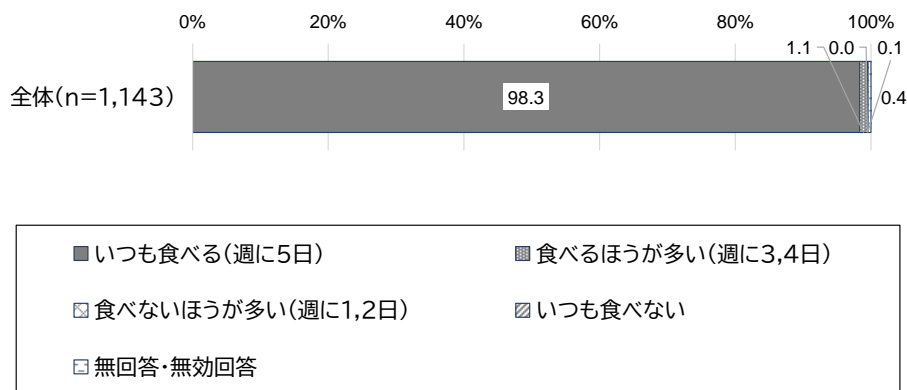 0% 20% 40% 60% 80% 100%
1.1 0.0 0.1
全体(n=1,143) 98.3 0.4
いつも食べる(週に5日) 食べるほうが多い(週に3,4日)
食べないほうが多い(週に1,2日) いつも食べない
無回答・無効回答